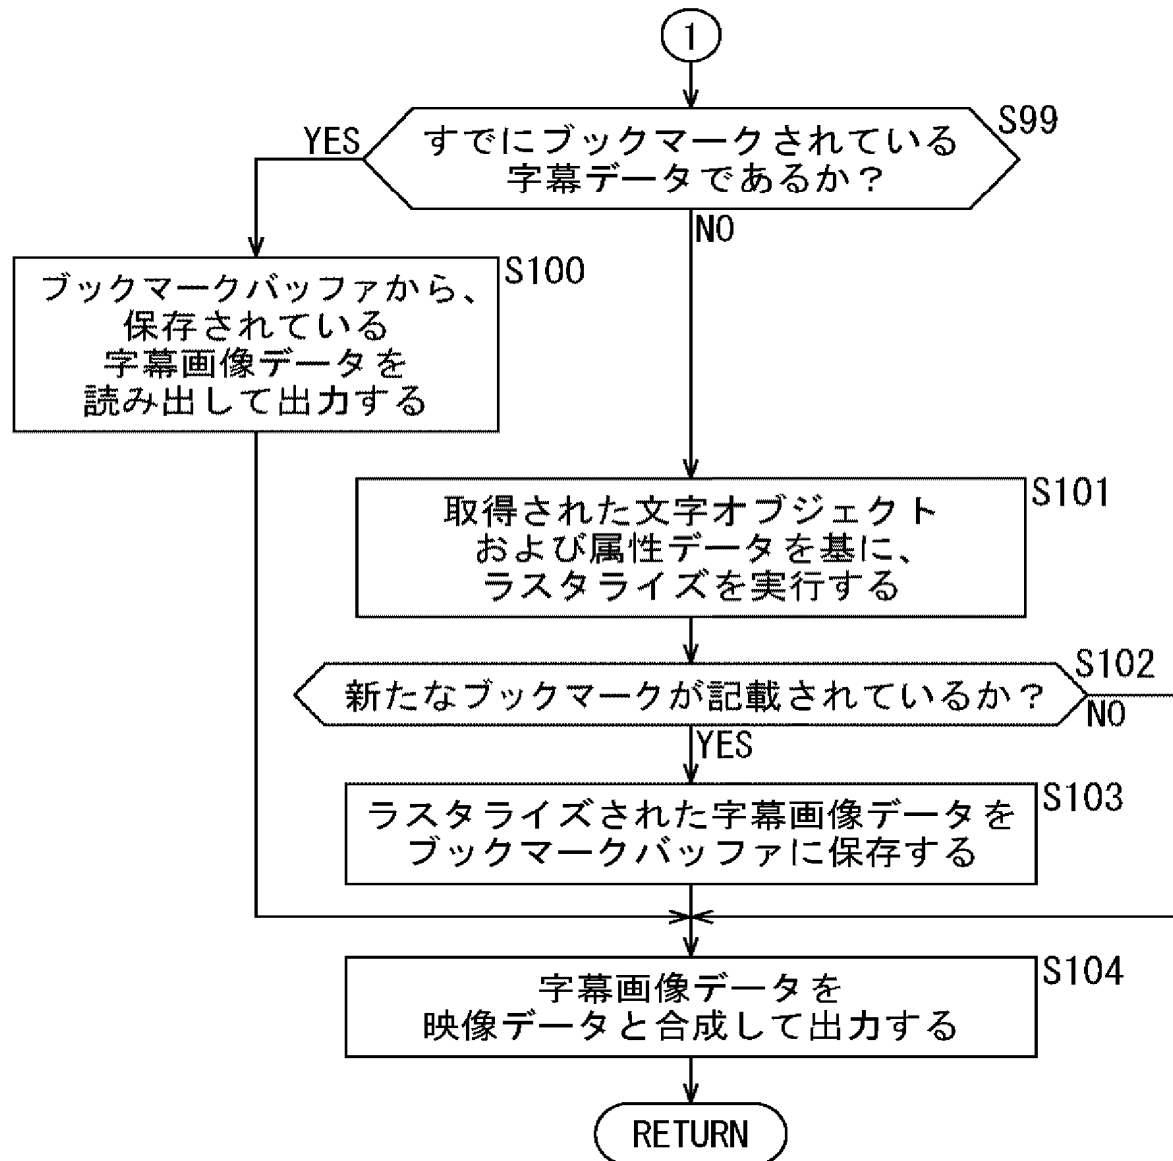 1
S99
YES
すでにブックマークされている
字幕データであるか？
NO
S100
ブックマークバッファから、
保存されている
字幕画像データを
読み出して出力する
S101
取得された文字オブジェクト
および属性データを基に、
ラスタライズを実行する
S102
新たなブックマークが記載されているか？
NO
YES
S103
ラスタライズされた字幕画像データを
ブックマークバッファに保存する
S104
字幕画像データを
映像データと合成して出力する
RETURN